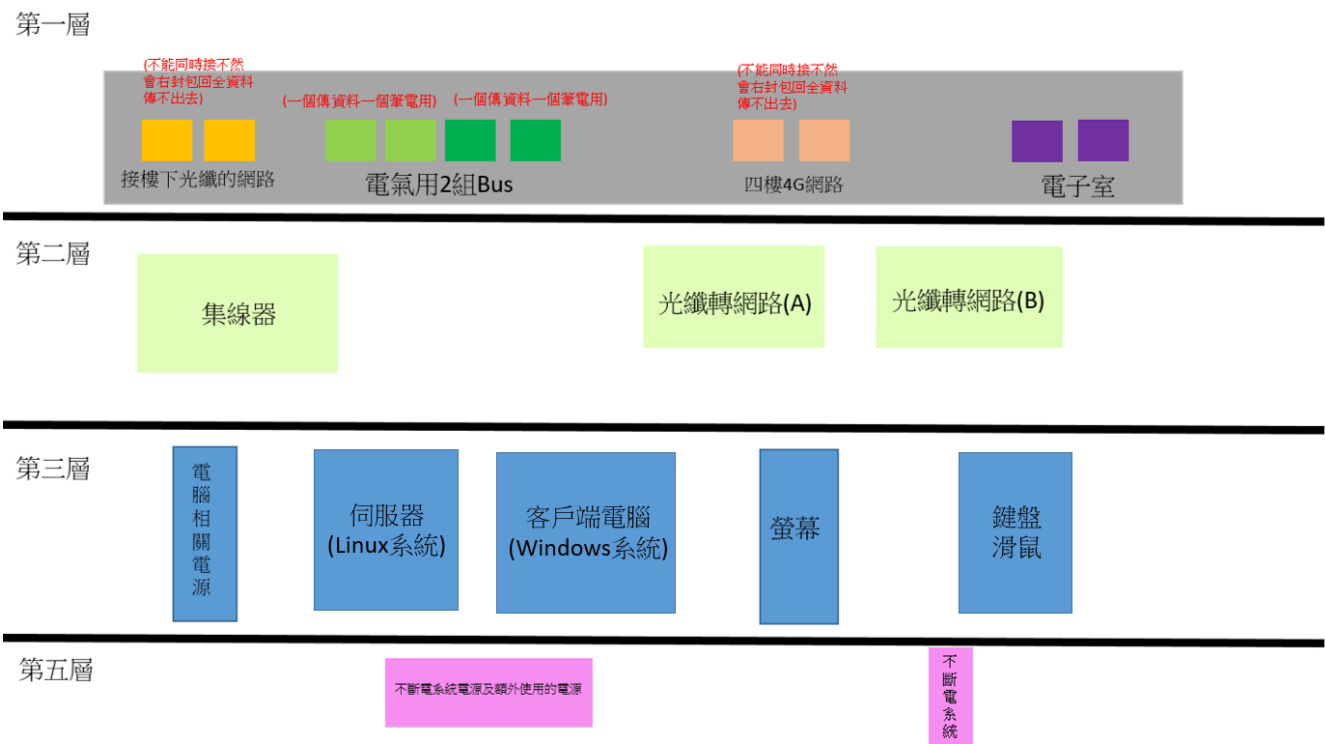 第一層
(不能同時接不然
會右封包回全資料
傳不出去)
(一個傳資料一個筆電用)
(一個傳資料一個筆電用)
(不能同時接不然
會右封包回全資料
傳不出去)
接樓下光纖的網路
電氣用2組Bus
四樓4G網路
電子室
第二層
集線器
光纖轉網路(A)
光纖轉網路(B)
第三層
電
腦
相
關
電
源
伺服器
(Linux系統)
客戶端電腦
(Windows系統)
螢幕
鍵盤
滑鼠
第五層
不斷電系統電源及額外使用的電源
不
斷
電
系
統